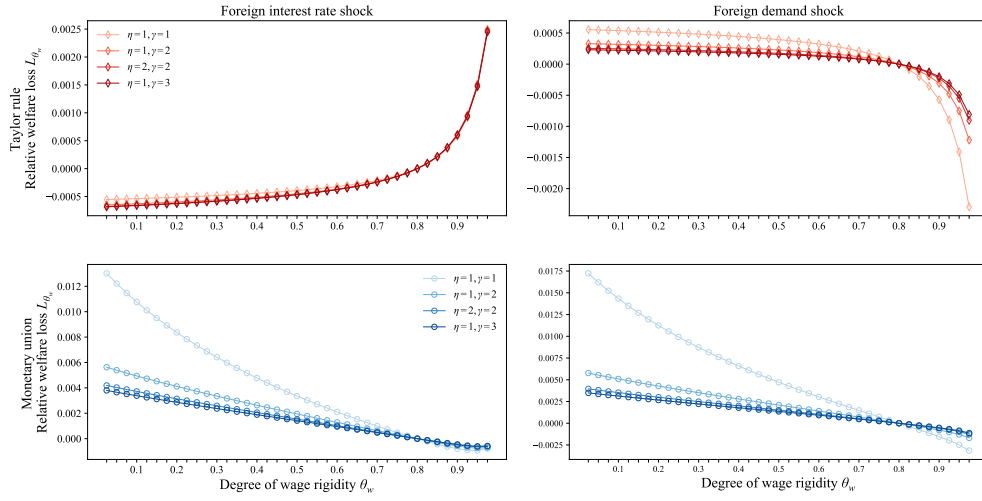 Foreign interest rate shock
Foreign demand shock
Taylor rule
Relative welfare loss L_{θ_w}
0.0025
0.0020
0.0015
0.0010
0.0005
0.0000
−0.0005
η = 1, γ = 1
η = 1, γ = 2
η = 2, γ = 2
η = 1, γ = 3
0.1 0.2 0.3 0.4 0.5 0.6 0.7 0.8 0.9
0.0005
0.0000
−0.0005
−0.0010
−0.0015
−0.0020
0.1 0.2 0.3 0.4 0.5 0.6 0.7 0.8 0.9
Monetary union
Relative welfare loss L_{θ_w}
0.012
0.010
0.008
0.006
0.004
0.002
0.000
η = 1, γ = 1
η = 1, γ = 2
η = 2, γ = 2
η = 1, γ = 3
0.1 0.2 0.3 0.4 0.5 0.6 0.7 0.8 0.9
Degree of wage rigidity θ_w
0.0175
0.0150
0.0125
0.0100
0.0075
0.0050
0.0025
0.0000
−0.0025
0.1 0.2 0.3 0.4 0.5 0.6 0.7 0.8 0.9
Degree of wage rigidity θ_w